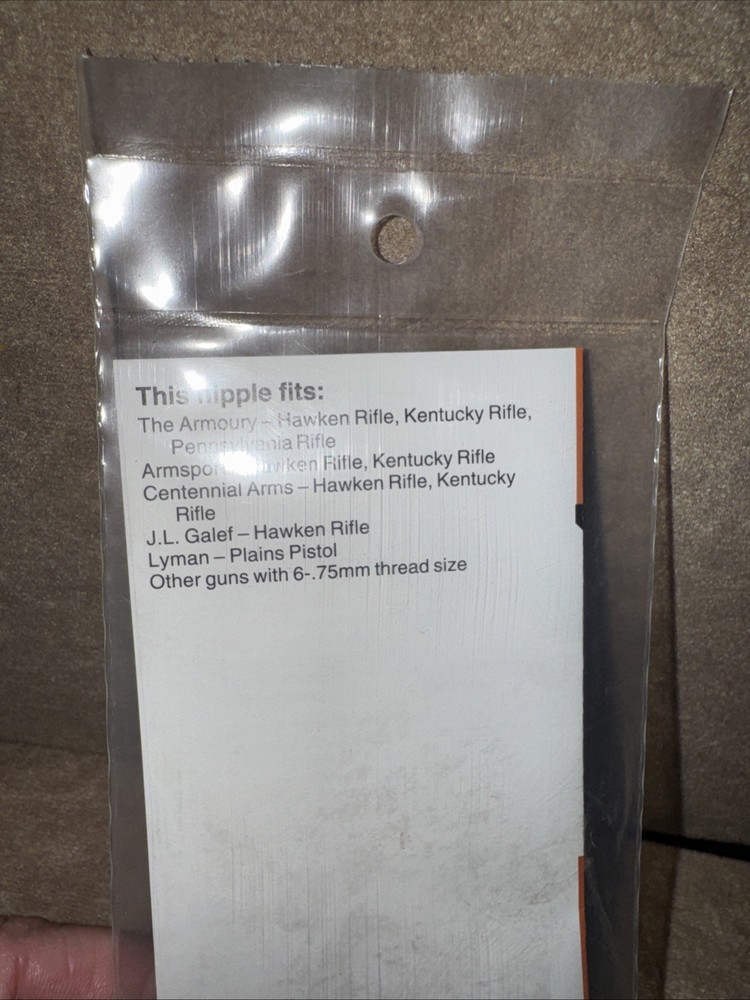 This nipple fits:
The Armoury – Hawken Rifle, Kentucky Rifle,
Pennsylvania Rifle
Armsport – Hawken Rifle, Kentucky Rifle
Centennial Arms – Hawken Rifle, Kentucky
Rifle
J.L. Galef – Hawken Rifle
Lyman – Plains Pistol
Other guns with 6-.75mm thread size